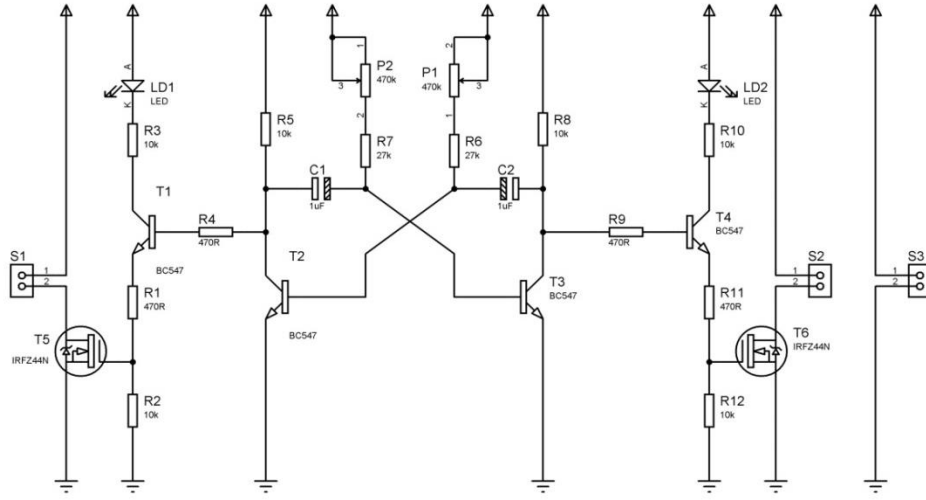 A
LD1
LED
K
R3
10k
R5
10k
1
P2
470k
3
2
R7
27k
C1
1uF
2
P1
470k
3
1
R6
27k
C2
1uF
R8
10k
A
LD2
LED
K
R10
10k
T1
BC547
R4
470R
T2
BC547
R9
470R
T3
BC547
T4
BC547
S1
1
2
R1
470R
T5
IRFZ44N
R2
10k
R11
470R
T6
IRFZ44N
R12
10k
S2
1
2
S3
1
2